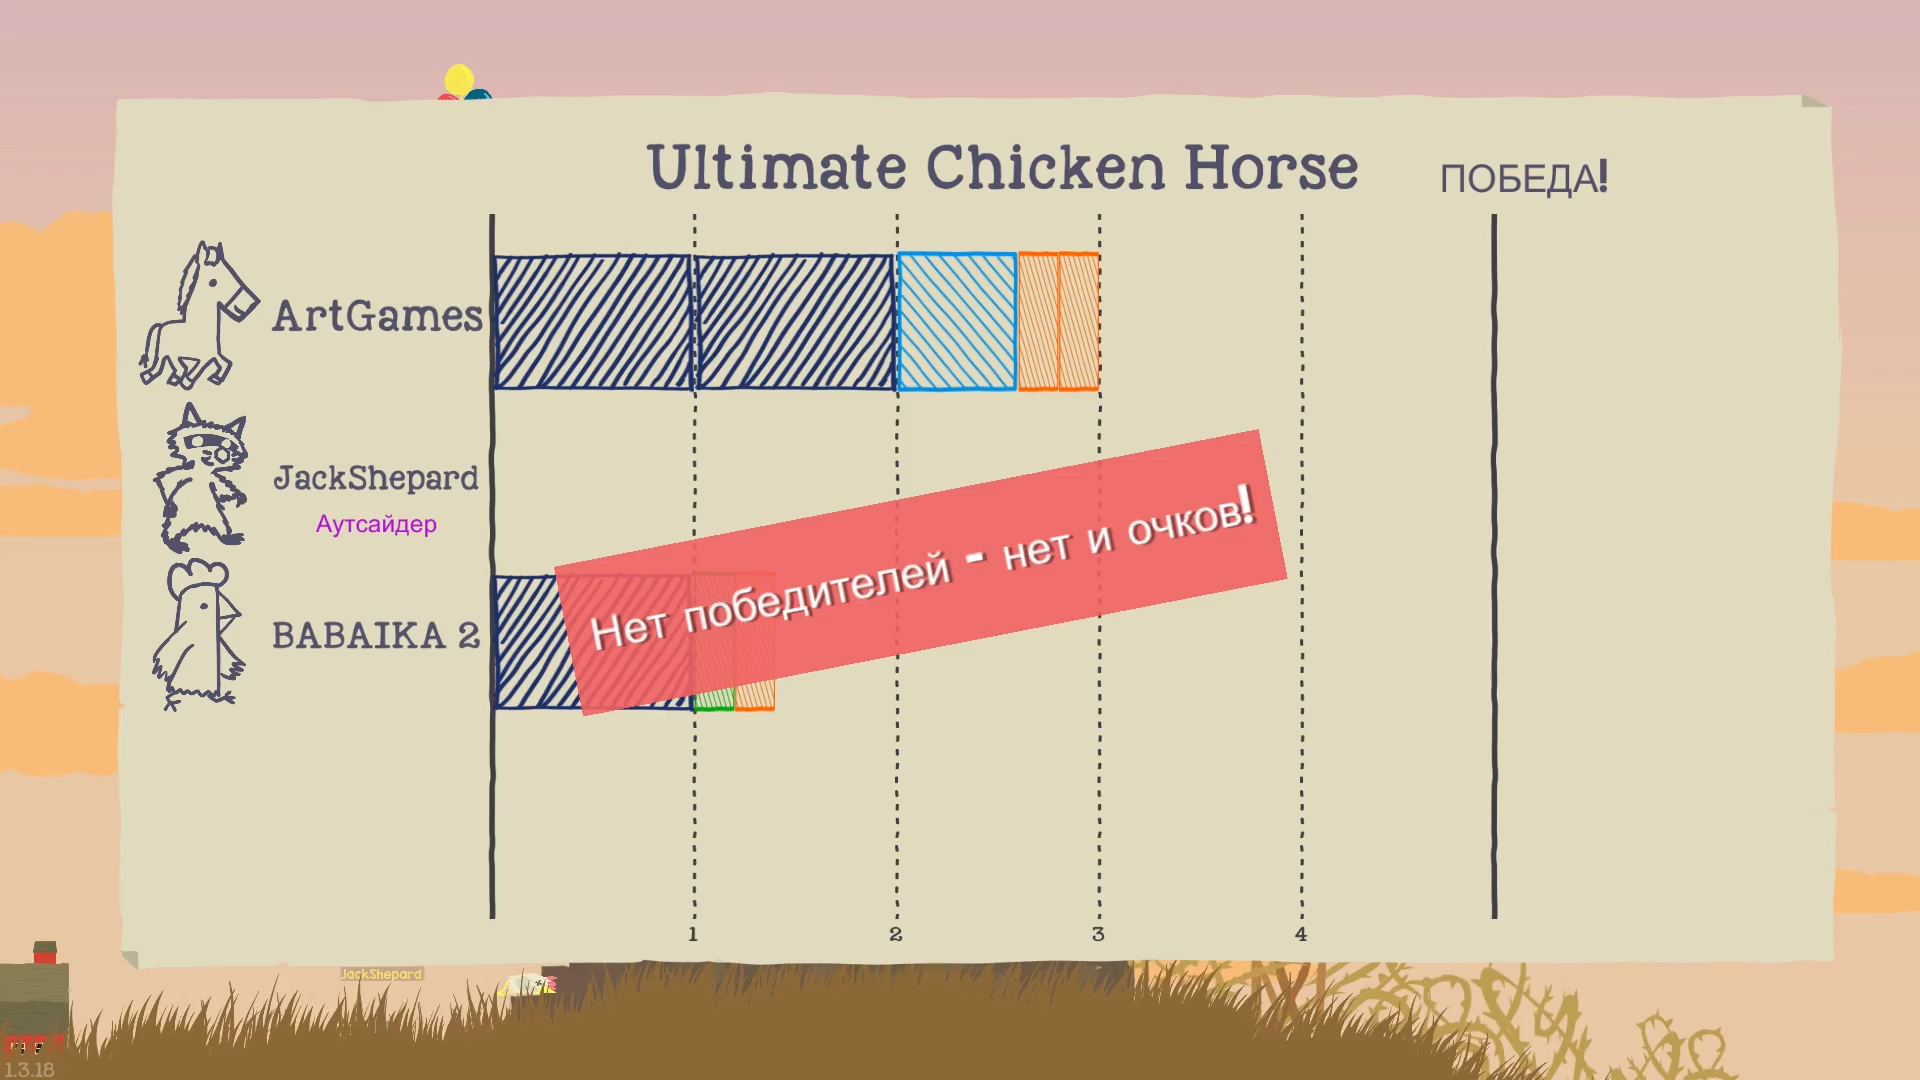 Ultimate Chicken Horse
ПОБЕДА!
ArtGames
JackShepard
Аутсайдер
Нет победителей - нет и очков!
BABAIKA 2
1 2 3 4
JackShepard
1.3.18